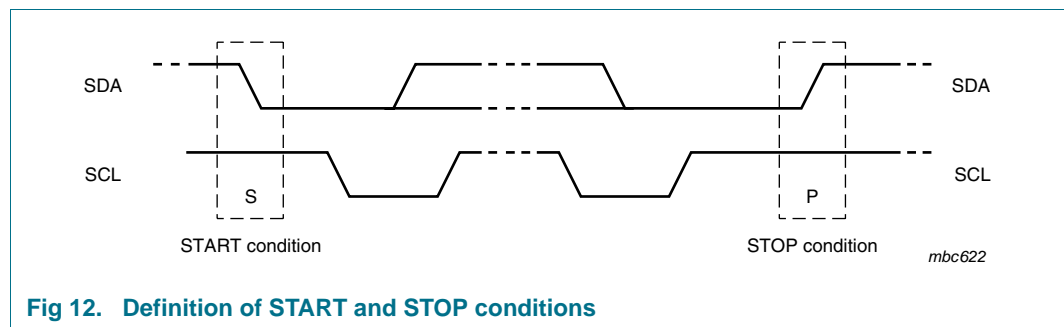 SDA
SDA
SCL
SCL
S
P
START condition
STOP condition
mbc622
Fig 12. Definition of START and STOP conditions